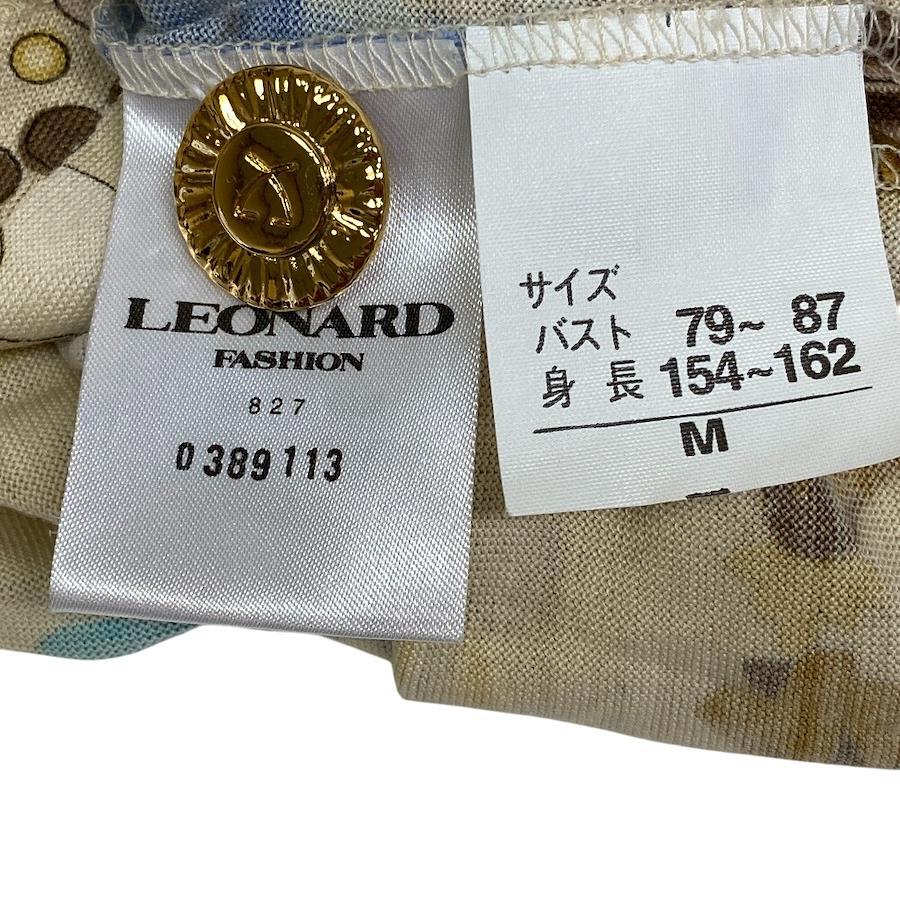 LEONARD
FASHION
827
0389113
サイズ
バスト 79~ 87
身 長 154~162
M